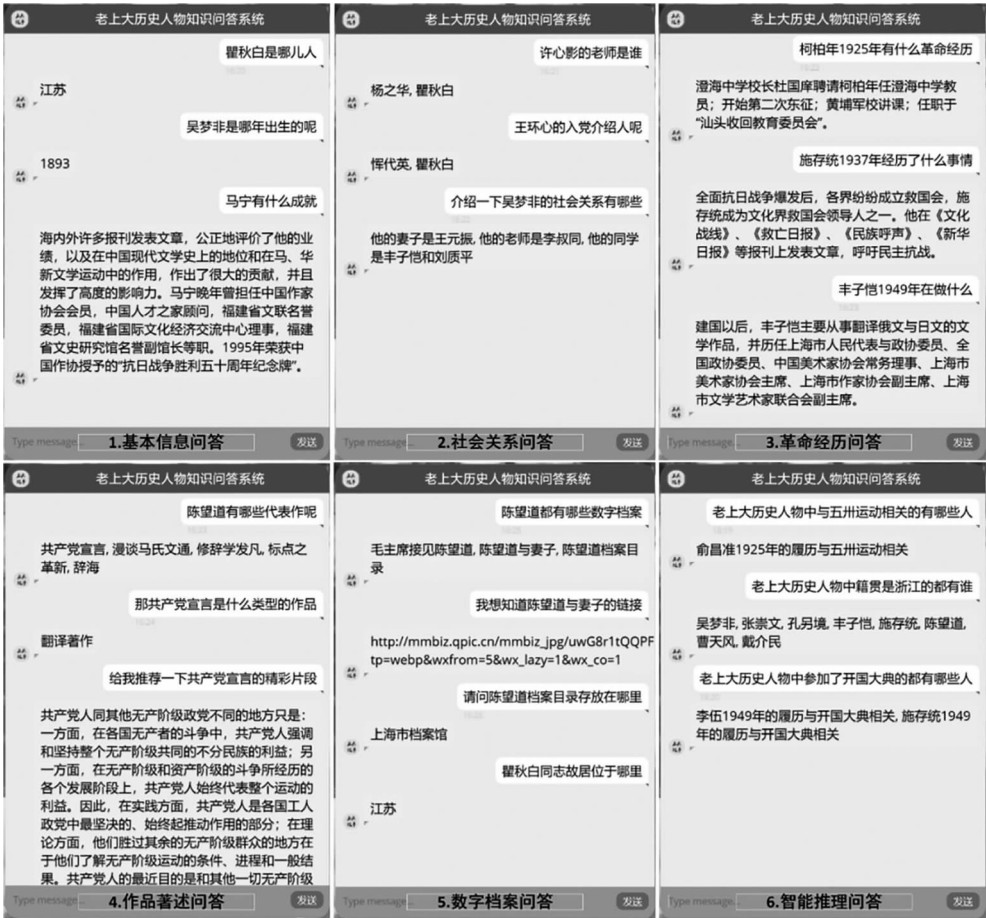 老上大历史人物知识问答系统
瞿秋白是哪儿人
江苏
吴梦非是哪年出生的呢
1893
马宁有什么成就
海内外许多报刊发表文章，公正地评价了他的业
绩，以及在中国现代文学史上的地位和在马、华
新文学运动中的作用，作出了很大的贡献，并且
发挥了高度的影响力。马宁晚年曾担任中国作家
协会会员，中国人才之家顾问，福建省文联名誉
委员，福建省国际文化经济交流中心理事，福建
省文史研究馆名誉副馆长等职。1995年荣获中
国作协授予的“抗日战争胜利五十周年纪念牌”。
Type message...
1.基本信息问答
发送
老上大历史人物知识问答系统
许心影的老师是谁
杨之华, 瞿秋白
王环心的入党介绍人呢
恽代英, 瞿秋白
介绍一下吴梦非的社会关系有哪些
他的妻子是王元振, 他的老师是李叔同, 他的同学
是丰子恺和刘质平
Type message...
2.社会关系问答
发送
老上大历史人物知识问答系统
柯柏年1925年有什么革命经历
澄海中学校长杜国庠聘请柯柏年任澄海中学教
员；开始第二次东征；黄埔军校讲课；任职于
“汕头收回教育委员会”。
施存统1937年经历了什么事情
全面抗日战争爆发后，各界纷纷成立救国会，施
存统成为文化界救国会领导人之一。他在《文化
战线》、《救亡日报》、《民族呼声》、《新华
日报》等报刊上发表文章，呼吁民主抗战。
丰子恺1949年在做什么
建国以后，丰子恺主要从事翻译俄文与日文的文
学作品，并历任上海市人民代表与政协委员、全
国政协委员、中国美术家协会常务理事、上海市
美术家协会主席、上海市作家协会副主席、上海
市文学艺术家联合会副主席。
Type message...
3.革命经历问答
发送
老上大历史人物知识问答系统
陈望道有哪些代表作呢
共产党宣言, 漫谈马氏文通, 修辞学发凡, 标点之
革新, 辞海
那共产党宣言是什么类型的作品
翻译著作
给我推荐一下共产党宣言的精彩片段
共产党人同其他无产阶级政党不同的地方只是：
一方面，在各国无产者的斗争中，共产党人强调
和坚持整个无产阶级共同的不分民族的利益；另
一方面，在无产阶级和资产阶级的斗争所经历的
各个发展阶段上，共产党人始终代表整个运动的
利益。因此，在实践方面，共产党人是各国工人
政党中最坚决的、始终起推动作用的部分；在理
论方面，他们胜过其余的无产阶级群众的地方在
于他们了解无产阶级运动的条件、进程和一般结
果。共产党人的最近目的是和其他一切无产阶级
Type message...
4.作品著述问答
发送
老上大历史人物知识问答系统
陈望道都有哪些数字档案
毛主席接见陈望道, 陈望道与妻子, 陈望道档案目
录
我想知道陈望道与妻子的链接
http://mmbiz.qpic.cn/mmbiz_jpg/uwG8r1tQQPF
tp=webp&wxfrom=5&wx_lazy=1&wx_co=1
请问陈望道档案目录存放在哪里
上海市档案馆
瞿秋白同志故居位于哪里
江苏
Type message...
5.数字档案问答
发送
老上大历史人物知识问答系统
老上大历史人物中与五卅运动相关的有哪些人
俞昌准1925年的履历与五卅运动相关
老上大历史人物中籍贯是浙江的都有谁
吴梦非, 张崇文, 孔另境, 丰子恺, 施存统, 陈望道,
曹天风, 戴介民
老上大历史人物中参加了开国大典的都有哪些人
李伍1949年的履历与开国大典相关, 施存统1949
年的履历与开国大典相关
Type message...
6.智能推理问答
发送